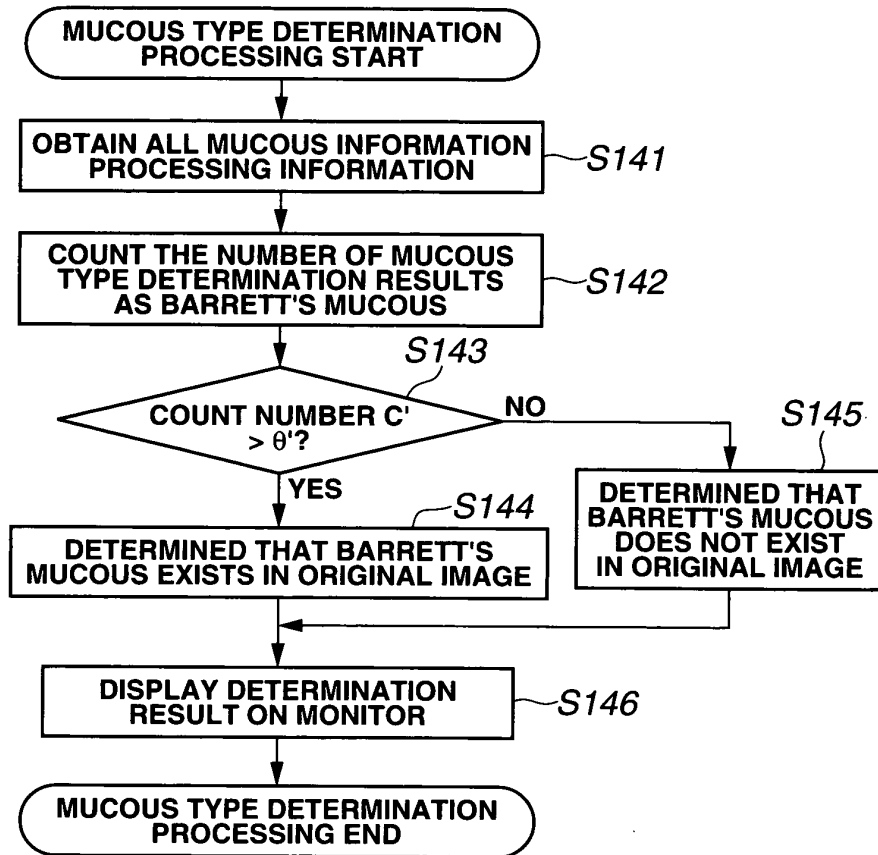 MUCOUS TYPE DETERMINATION
PROCESSING START
OBTAIN ALL MUCOUS INFORMATION
PROCESSING INFORMATION
S141
COUNT THE NUMBER OF MUCOUS
TYPE DETERMINATION RESULTS
AS BARRETT'S MUCOUS
S142
S143
COUNT NUMBER C'
> θ'?
NO
YES
S144
DETERMINED THAT BARRETT'S
MUCOUS EXISTS IN ORIGINAL IMAGE
S145
DETERMINED THAT
BARRETT'S MUCOUS
DOES NOT EXIST
IN ORIGINAL IMAGE
DISPLAY DETERMINATION
RESULT ON MONITOR
S146
MUCOUS TYPE DETERMINATION
PROCESSING END